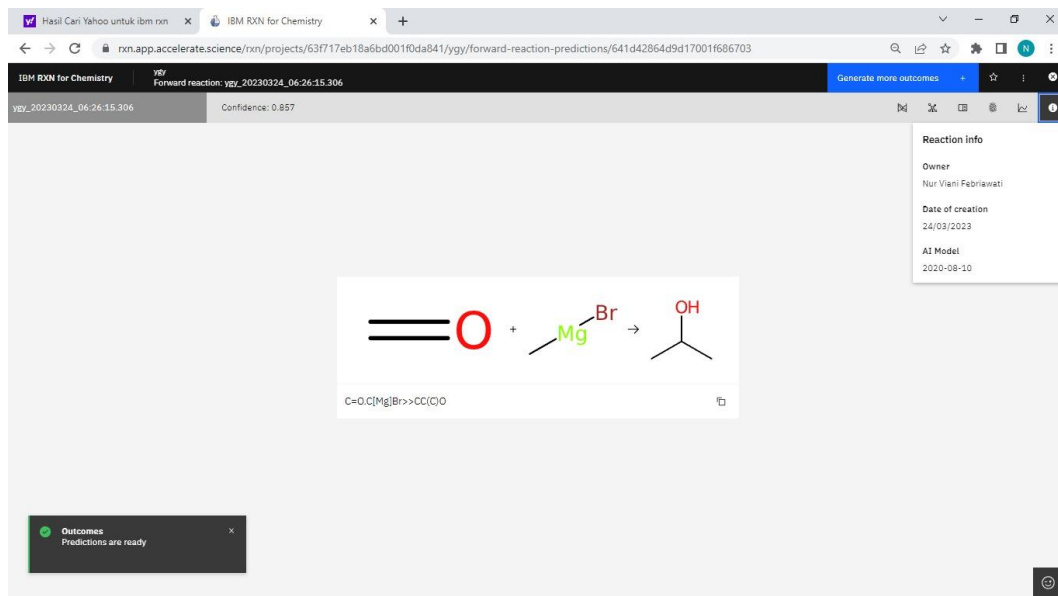 Hasil Cari Yahoo untuk ibm rxn
IBM RXN for Chemistry
rxn.app.accelerate.science/rxn/projects/63f717eb18a6bd001f0da841/ygy/forward-reaction-predictions/641d42864d9d17001f686703
N
IBM RXN for Chemistry
ygy
Forward reaction: ygy_20230324_06:26:15.306
Generate more outcomes +
ygy_20230324_06:26:15.306
Confidence: 0.857
Reaction info
Owner
Nur Viani Febriawati
Date of creation
24/03/2023
AI Model
2020-08-10
O + Mg Br → OH
C=O.C[Mg]Br>>CC(C)O
Outcomes
Predictions are ready